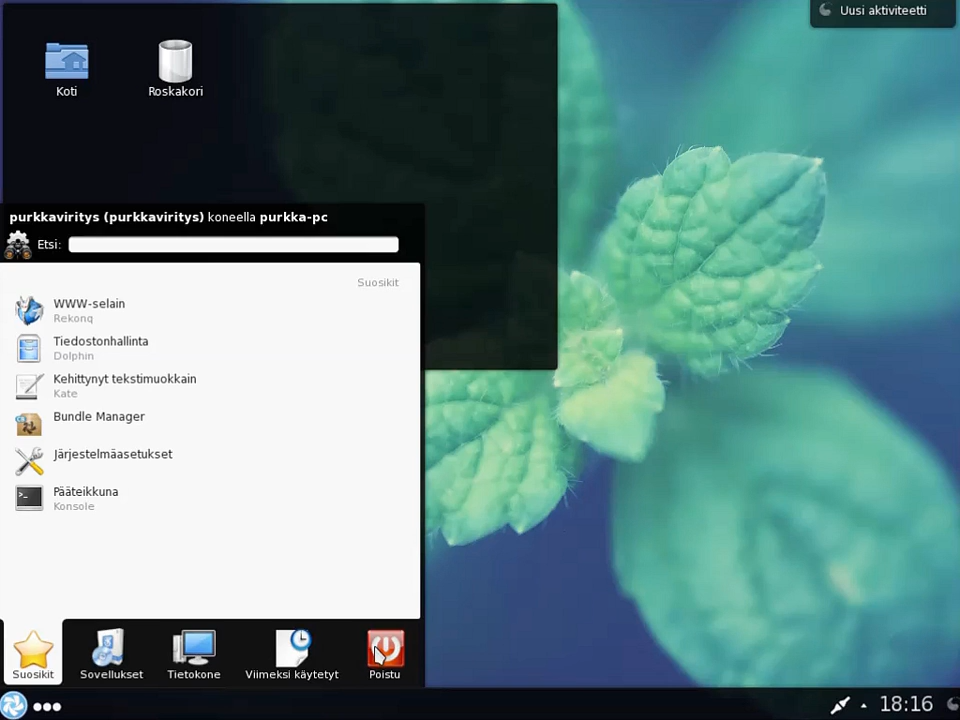 Uusi aktiviteetti
Koti
Roskakori
purkkaviritys (purkkaviritys) koneella purkka-pc
Etsi:
Suosikit
WWW-selain
Rekonq
Tiedostonhallinta
Dolphin
Kehittynyt tekstimuokkain
Kate
Bundle Manager
Järjestelmäasetukset
Pääteikkuna
Konsole
Suosikit
Sovellukset
Tietokone
Viimeksi käytetyt
Poistu
18:16